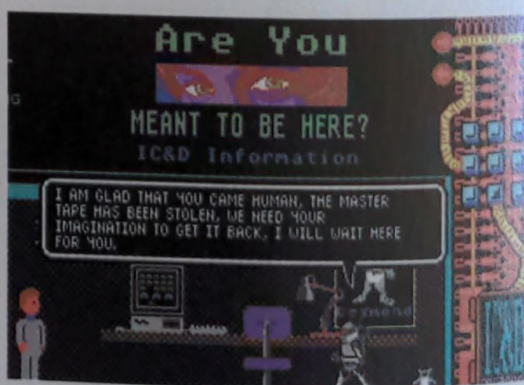 Are You
G
MEANT TO BE HERE?
IC&D Information
I AM GLAD THAT YOU CAME HUMAN, THE MASTER
TAPE HAS BEEN STOLEN, WE NEED YOUR
IMAGINATION TO GET IT BACK, I WILL WAIT HERE
FOR YOU.